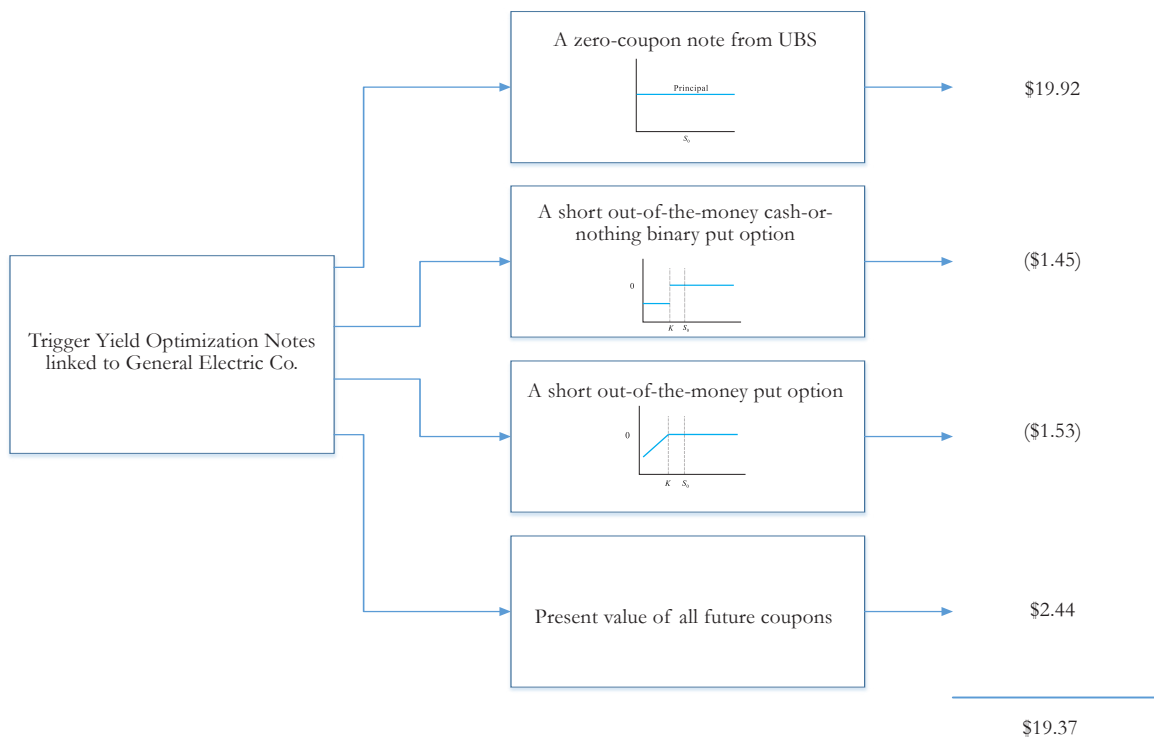 A zero-coupon note from UBS
Principal
S0
$19.92
A short out-of-the-money cash-or-
nothing binary put option
0
K S0
($1.45)
Trigger Yield Optimization Notes
linked to General Electric Co.
A short out-of-the-money put option
0
K S0
($1.53)
Present value of all future coupons
$2.44
$19.37